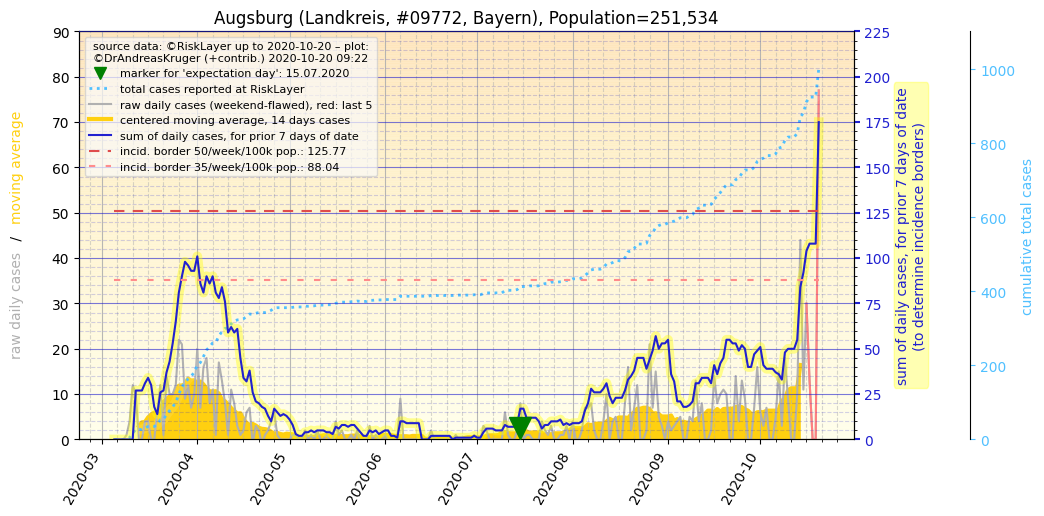 Augsburg (Landkreis, #09772, Bayern), Population=251,534
source data: ©RiskLayer up to 2020-10-20 – plot:
©DrAndreasKruger (+contrib.) 2020-10-20 09:22
marker for 'expectation day': 15.07.2020
total cases reported at RiskLayer
raw daily cases (weekend-flawed), red: last 5
centered moving average, 14 days cases
sum of daily cases, for prior 7 days of date
incid. border 50/week/100k pop.: 125.77
incid. border 35/week/100k pop.: 88.04
raw daily cases / moving average
90
80
70
60
50
40
30
20
10
0
225
200
175
150
125
100
75
50
25
0
sum of daily cases, for prior 7 days of date
(to determine incidence borders)
1000
800
600
400
200
0
cumulative total cases
2020-03
2020-04
2020-05
2020-06
2020-07
2020-08
2020-09
2020-10